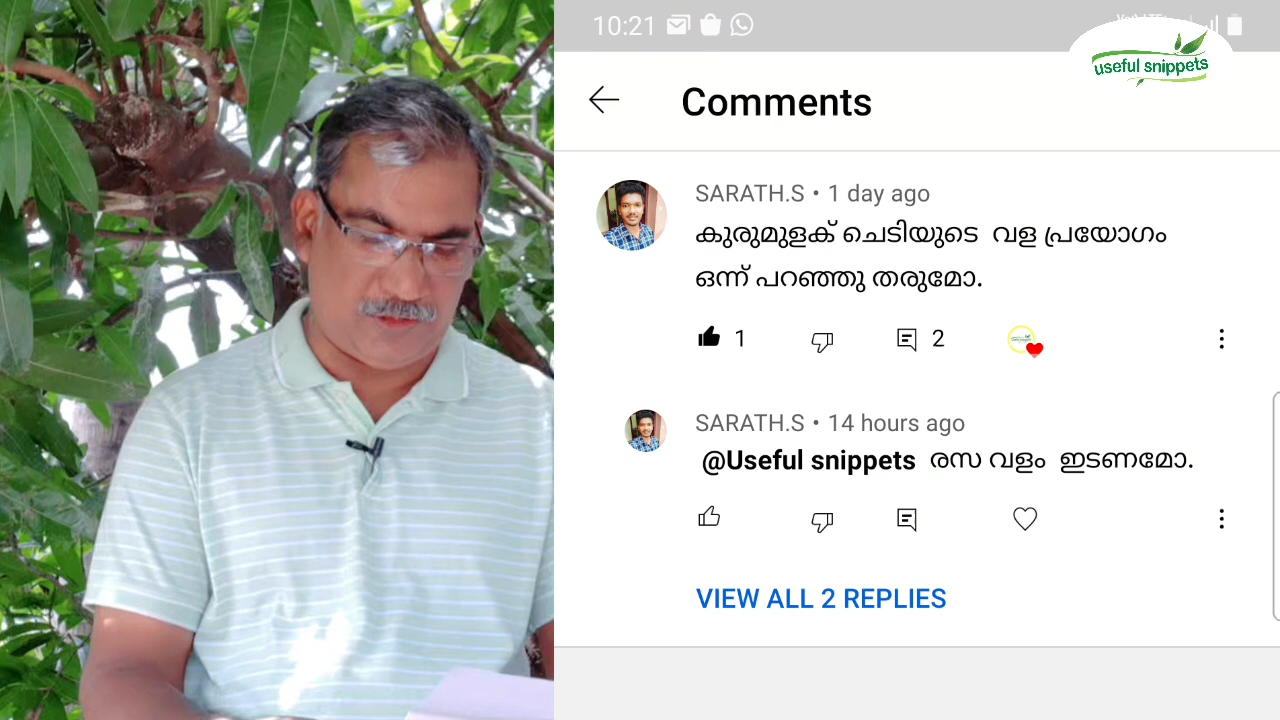 10:21
useful snippets
Comments
SARATH.S • 1 day ago
കുരുമുളക് ചെടിയുടെ വള പ്രയോഗം
ഒന്ന് പറഞ്ഞു തരുമോ.
1 2
SARATH.S • 14 hours ago
@Useful snippets രസ വളം ഇടണമോ.
VIEW ALL 2 REPLIES